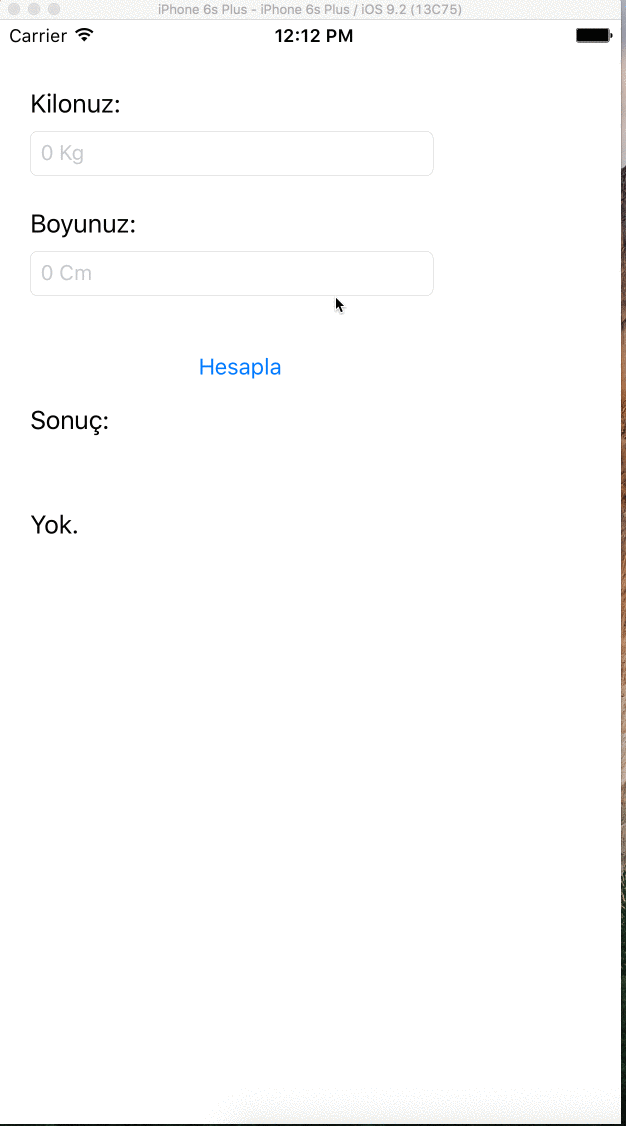 iPhone 6s Plus - iPhone 6s Plus / iOS 9.2 (13C75)
Carrier 12:12 PM
Kilonuz:
0 Kg
Boyunuz:
0 Cm
Hesapla
Sonuç:
Yok.